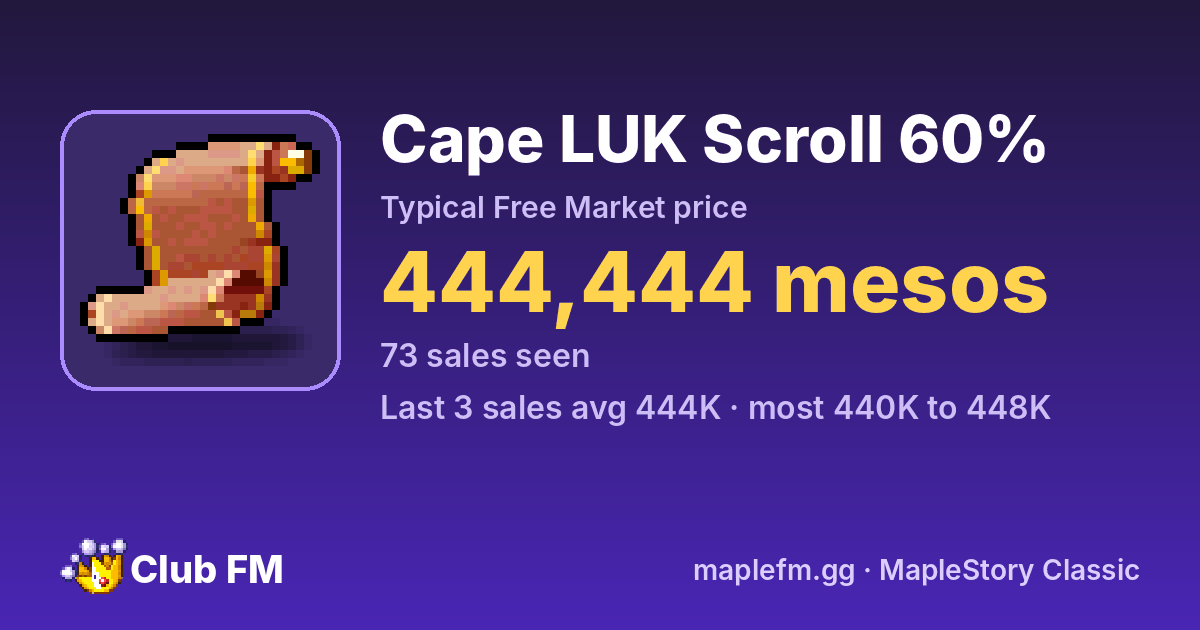 Cape LUK Scroll 60%
Typical Free Market price
444,444 mesos
73 sales seen
Last 3 sales avg 444K · most 440K to 448K
Club FM
maplefm.gg · MapleStory Classic